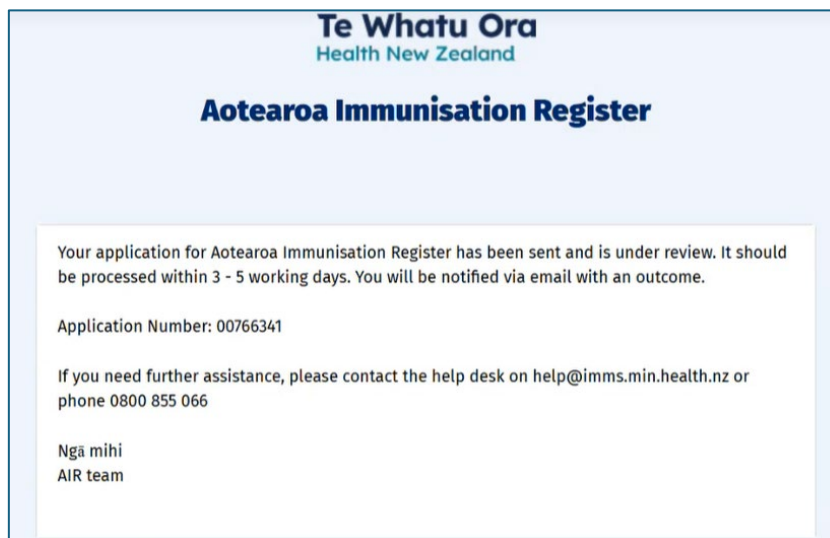 Te Whatu Ora
Health New Zealand
Aotearoa Immunisation Register
Your application for Aotearoa Immunisation Register has been sent and is under review. It should
be processed within 3 - 5 working days. You will be notified via email with an outcome.
Application Number: 00766341
If you need further assistance, please contact the help desk on help@imms.min.health.nz or
phone 0800 855 066
Ngā mihi
AIR team